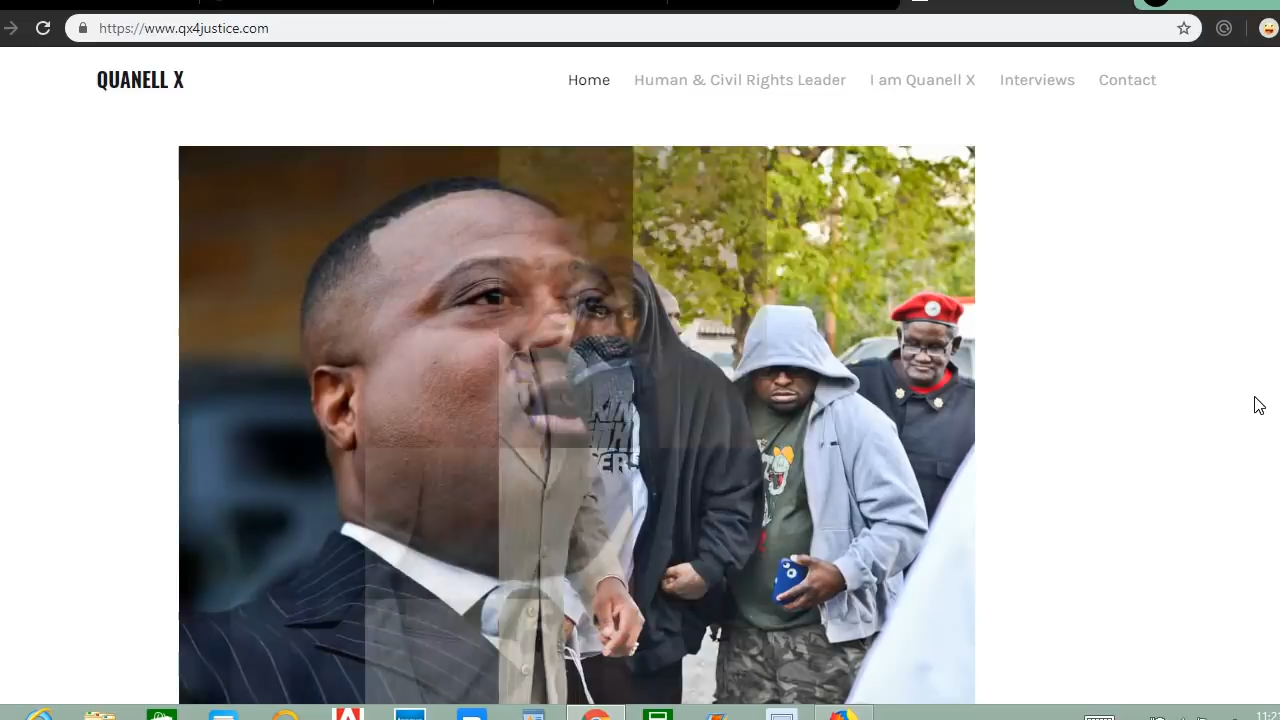 https://www.qx4justice.com
QUANELL X
Home Human & Civil Rights Leader I am Quanell X Interviews Contact